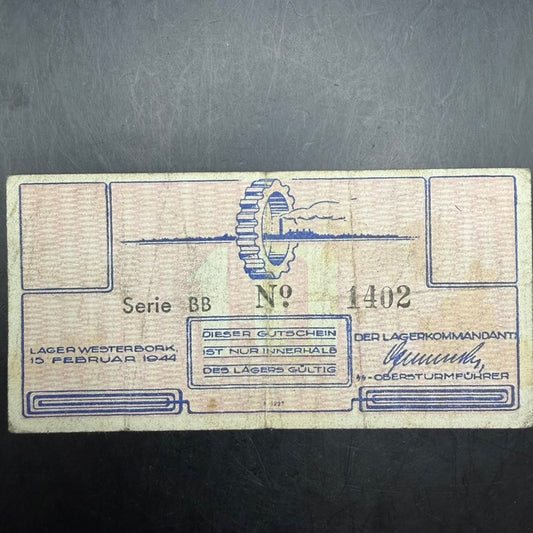 Serie BB Nº 1402
LAGER WESTERBORK,
15 FEBRUAR 1944
DIESER GUTSCHEIN
IST NUR INNERHALB
DES LAGERS GÜLTIG
DER LAGERKOMMANDANT:
ᛋᛋ-OBERSTURMFÜHRER